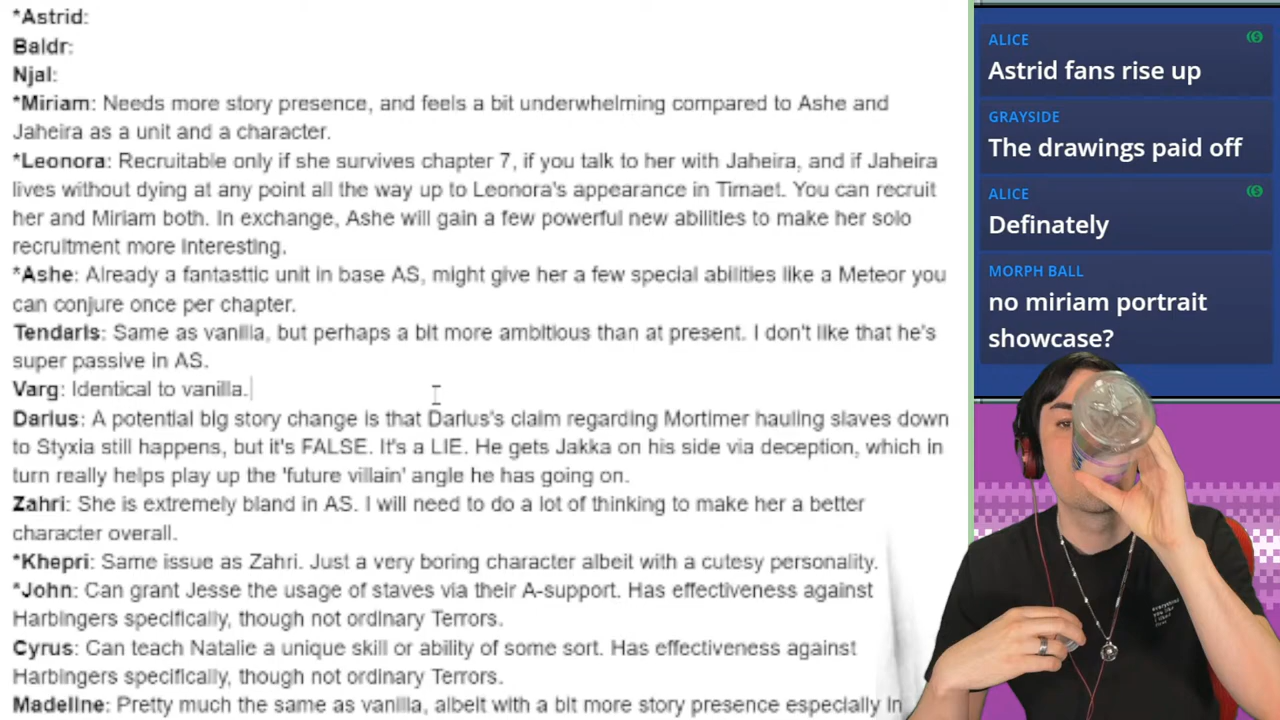 *Astrid:
Baldr:
Njal:
*Miriam: Needs more story presence, and feels a bit underwhelming compared to Ashe and
Jaheira as a unit and a character.
*Leonora: Recruitable only if she survives chapter 7, if you talk to her with Jaheira, and if Jaheira
lives without dying at any point all the way up to Leonora's appearance in Timaet. You can recruit
her and Miriam both. In exchange, Ashe will gain a few powerful new abilities to make her solo
recruitment more interesting.
*Ashe: Already a fantasttic unit in base AS, might give her a few special abilities like a Meteor you
can conjure once per chapter.
Tendaris: Same as vanilla, but perhaps a bit more ambitious than at present. I don't like that he's
super passive in AS.
Varg: Identical to vanilla.
Darius: A potential big story change is that Darius's claim regarding Mortimer hauling slaves down
to Styxia still happens, but it's FALSE. It's a LIE. He gets Jakka on his side via deception, which in
turn really helps play up the 'future villain' angle he has going on.
Zahri: She is extremely bland in AS. I will need to do a lot of thinking to make her a better
character overall.
*Khepri: Same issue as Zahri. Just a very boring character albeit with a cutesy personality.
*John: Can grant Jesse the usage of staves via their A-support. Has effectiveness against
Harbingers specifically, though not ordinary Terrors.
Cyrus: Can teach Natalie a unique skill or ability of some sort. Has effectiveness against
Harbingers specifically, though not ordinary Terrors.
Madeline: Pretty much the same as vanilla, albeit with a bit more story presence especially in
ALICE
Astrid fans rise up
GRAYSIDE
The drawings paid off
ALICE
Definately
MORPH BALL
no miriam portrait
showcase?